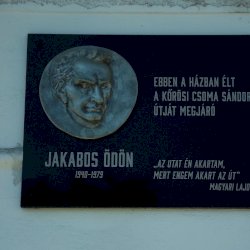 EBBEN A HÁZBAN ÉLT
A KŐRÖSI CSOMA SÁNDOR
ÚTJÁT MEGJÁRÓ
JAKABOS ÖDÖN
1940-1979
„AZ UTAT ÉN AKARTAM,
MERT ENGEM AKART AZ ÚT"
MAGYARI LAJO